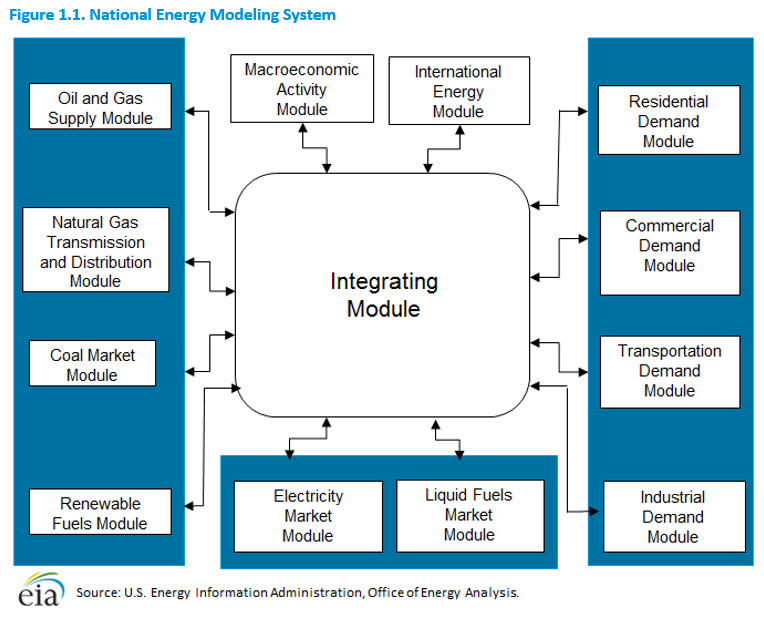 Figure 1.1. National Energy Modeling System
Macroeconomic
Activity
Module
International
Energy
Module
Oil and Gas
Supply Module
Natural Gas
Transmission
and Distribution
Module
Coal Market
Module
Renewable
Fuels Module
Integrating
Module
Residential
Demand
Module
Commercial
Demand
Module
Transportation
Demand
Module
Industrial
Demand
Module
Electricity
Market
Module
Liquid Fuels
Market
Module
eia
Source: U.S. Energy Information Administration, Office of Energy Analysis.